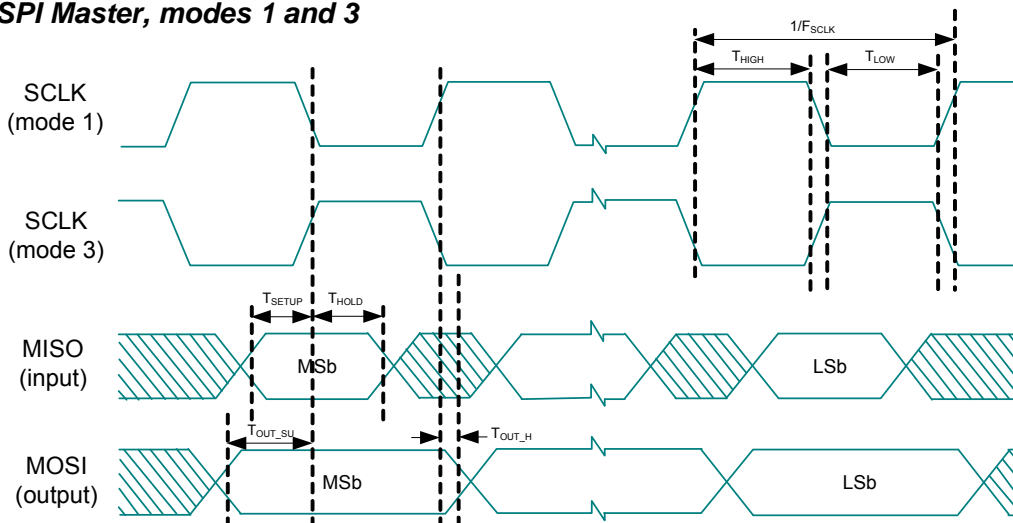 SPI Master, modes 1 and 3
1/FSCLK
THIGH
TLOW
SCLK
(mode 1)
SCLK
(mode 3)
TSETUP
THOLD
MISO
(input)
MSb
LSb
TOUT_SU
TOUT_H
MOSI
(output)
MSb
LSb